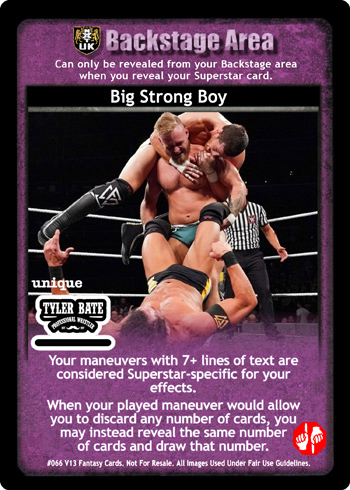 UK
Backstage Area
Can only be revealed from your Backstage area
when you reveal your Superstar card.
Big Strong Boy
unique
TYLER BATE
PROFESSIONAL WRESTLER
Your maneuvers with 7+ lines of text are
considered Superstar-specific for your
effects.
When your played maneuver would allow
you to discard any number of cards, you
may instead reveal the same number
of cards and draw that number.
#066 V13 Fantasy Cards. Not For Resale. All Images Used Under Fair Use Guidelines.